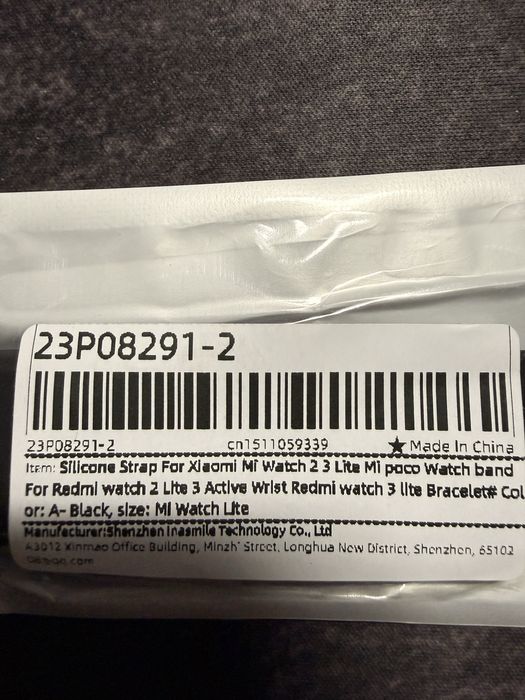 23P08291-2
23P08291-2 cn1511059339 ★ Made In China
Item: Silicone Strap For Xiaomi Mi Watch 2 3 Lite Mi poco Watch band
For Redmi watch 2 Lite 3 Active Wrist Redmi watch 3 lite Bracelet# Col
or: A- Black, size: Mi Watch Lite
Manufacturer:Shenzhen Inasmile Technology Co., Ltd
A3012 Xinmao Office Building, Minzhi Street, Longhua New District, Shenzhen, 65102